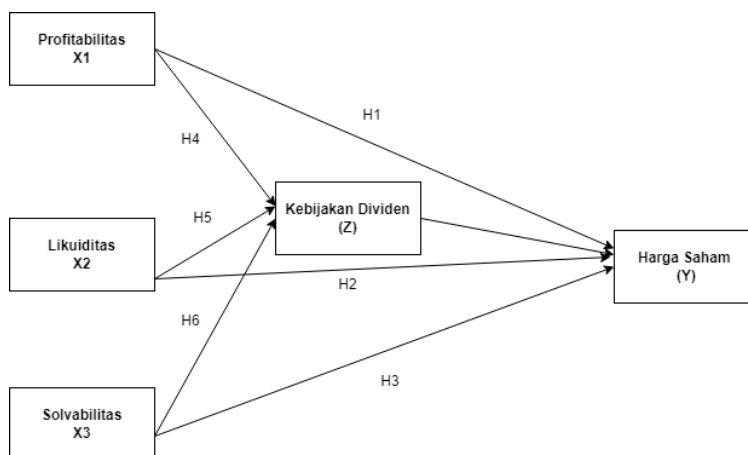 Profitabilitas
X1
H1
H4
Kebijakan Dividen
(Z)
H5
Likuiditas
X2
Harga Saham
(Y)
H2
H6
H3
Solvabilitas
X3